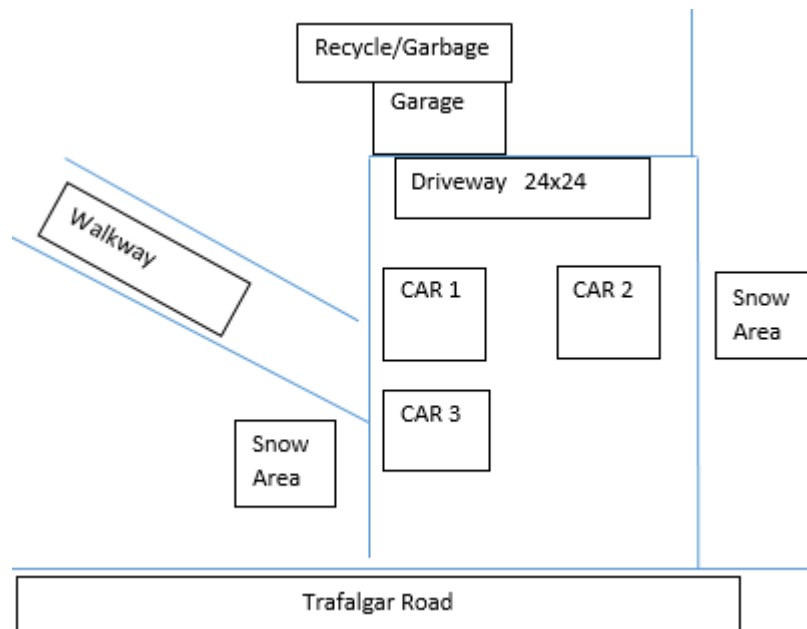 Recycle/Garbage
Garage
Driveway 24x24
Walkway
CAR 1
CAR 2
Snow
Area
CAR 3
Snow
Area
Trafalgar Road